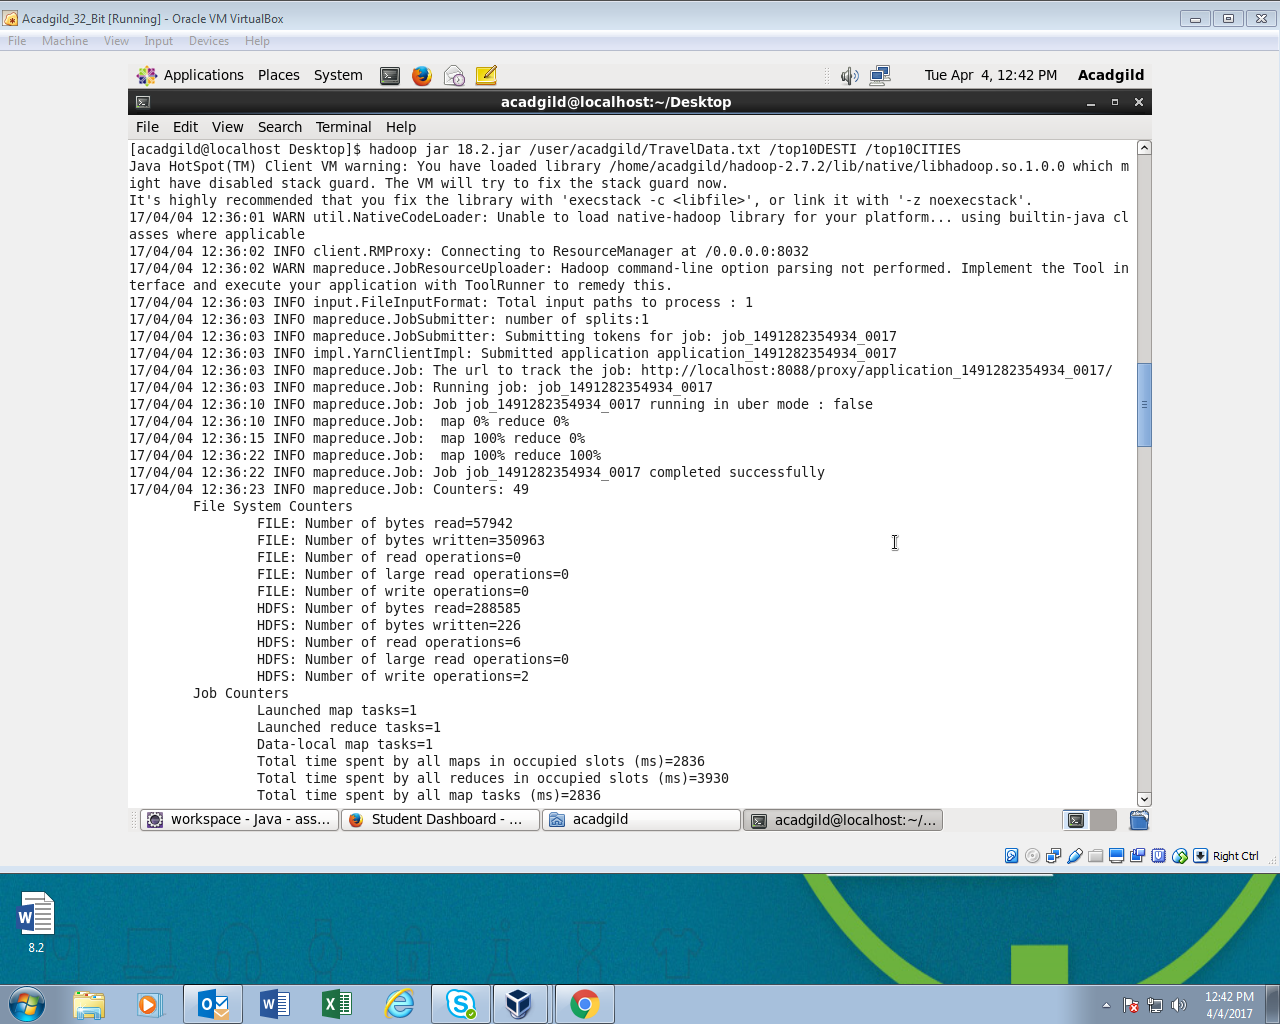 Acadgild_32_Bit [Running] - Oracle VM VirtualBox
File Machine View Input Devices Help
Applications Places System Tue Apr 4, 12:42 PM Acadgild
acadgild@localhost:~/Desktop
File Edit View Search Terminal Help
[acadgild@localhost Desktop]$ hadoop jar 18.2.jar /user/acadgild/TravelData.txt /top10DESTI /top10CITIES
Java HotSpot(TM) Client VM warning: You have loaded library /home/acadgild/hadoop-2.7.2/lib/native/libhadoop.so.1.0.0 which m
ight have disabled stack guard. The VM will try to fix the stack guard now.
It's highly recommended that you fix the library with 'execstack -c <libfile>', or link it with '-z noexecstack'.
17/04/04 12:36:01 WARN util.NativeCodeLoader: Unable to load native-hadoop library for your platform... using builtin-java cl
asses where applicable
17/04/04 12:36:02 INFO client.RMProxy: Connecting to ResourceManager at /0.0.0.0:8032
17/04/04 12:36:02 WARN mapreduce.JobResourceUploader: Hadoop command-line option parsing not performed. Implement the Tool in
terface and execute your application with ToolRunner to remedy this.
17/04/04 12:36:03 INFO input.FileInputFormat: Total input paths to process : 1
17/04/04 12:36:03 INFO mapreduce.JobSubmitter: number of splits:1
17/04/04 12:36:03 INFO mapreduce.JobSubmitter: Submitting tokens for job: job_1491282354934_0017
17/04/04 12:36:03 INFO impl.YarnClientImpl: Submitted application application_1491282354934_0017
17/04/04 12:36:03 INFO mapreduce.Job: The url to track the job: http://localhost:8088/proxy/application_1491282354934_0017/
17/04/04 12:36:03 INFO mapreduce.Job: Running job: job_1491282354934_0017
17/04/04 12:36:10 INFO mapreduce.Job: Job job_1491282354934_0017 running in uber mode : false
17/04/04 12:36:10 INFO mapreduce.Job:  map 0% reduce 0%
17/04/04 12:36:15 INFO mapreduce.Job:  map 100% reduce 0%
17/04/04 12:36:22 INFO mapreduce.Job:  map 100% reduce 100%
17/04/04 12:36:22 INFO mapreduce.Job: Job job_1491282354934_0017 completed successfully
17/04/04 12:36:23 INFO mapreduce.Job: Counters: 49
File System Counters
FILE: Number of bytes read=57942
FILE: Number of bytes written=350963
FILE: Number of read operations=0
FILE: Number of large read operations=0
FILE: Number of write operations=0
HDFS: Number of bytes read=288585
HDFS: Number of bytes written=226
HDFS: Number of read operations=6
HDFS: Number of large read operations=0
HDFS: Number of write operations=2
Job Counters
Launched map tasks=1
Launched reduce tasks=1
Data-local map tasks=1
Total time spent by all maps in occupied slots (ms)=2836
Total time spent by all reduces in occupied slots (ms)=3930
Total time spent by all map tasks (ms)=2836
workspace - Java - ass... Student Dashboard - ... acadgild acadgild@localhost:~/...
Right Ctrl
8.2
12:42 PM
4/4/2017